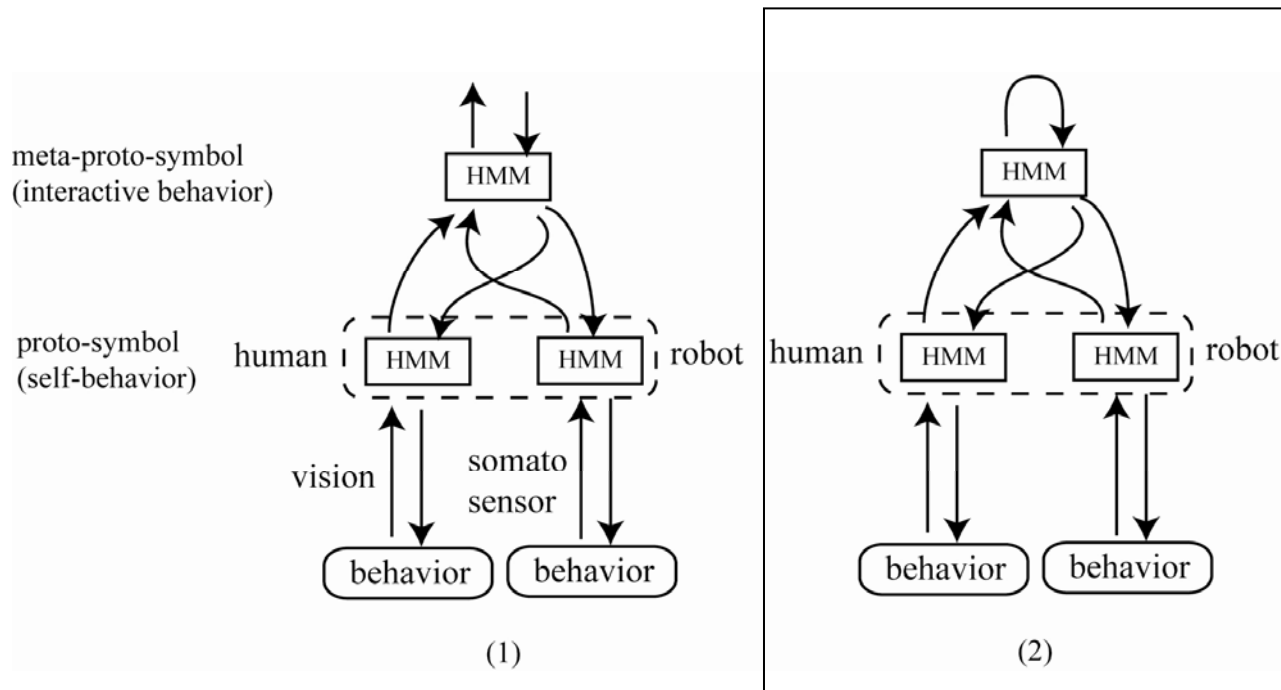 meta-proto-symbol
(interactive behavior)
HMM
proto-symbol
(self-behavior)
human
HMM
HMM
robot
vision
somato
sensor
behavior
behavior
(1)
HMM
human
HMM
HMM
robot
behavior
behavior
(2)